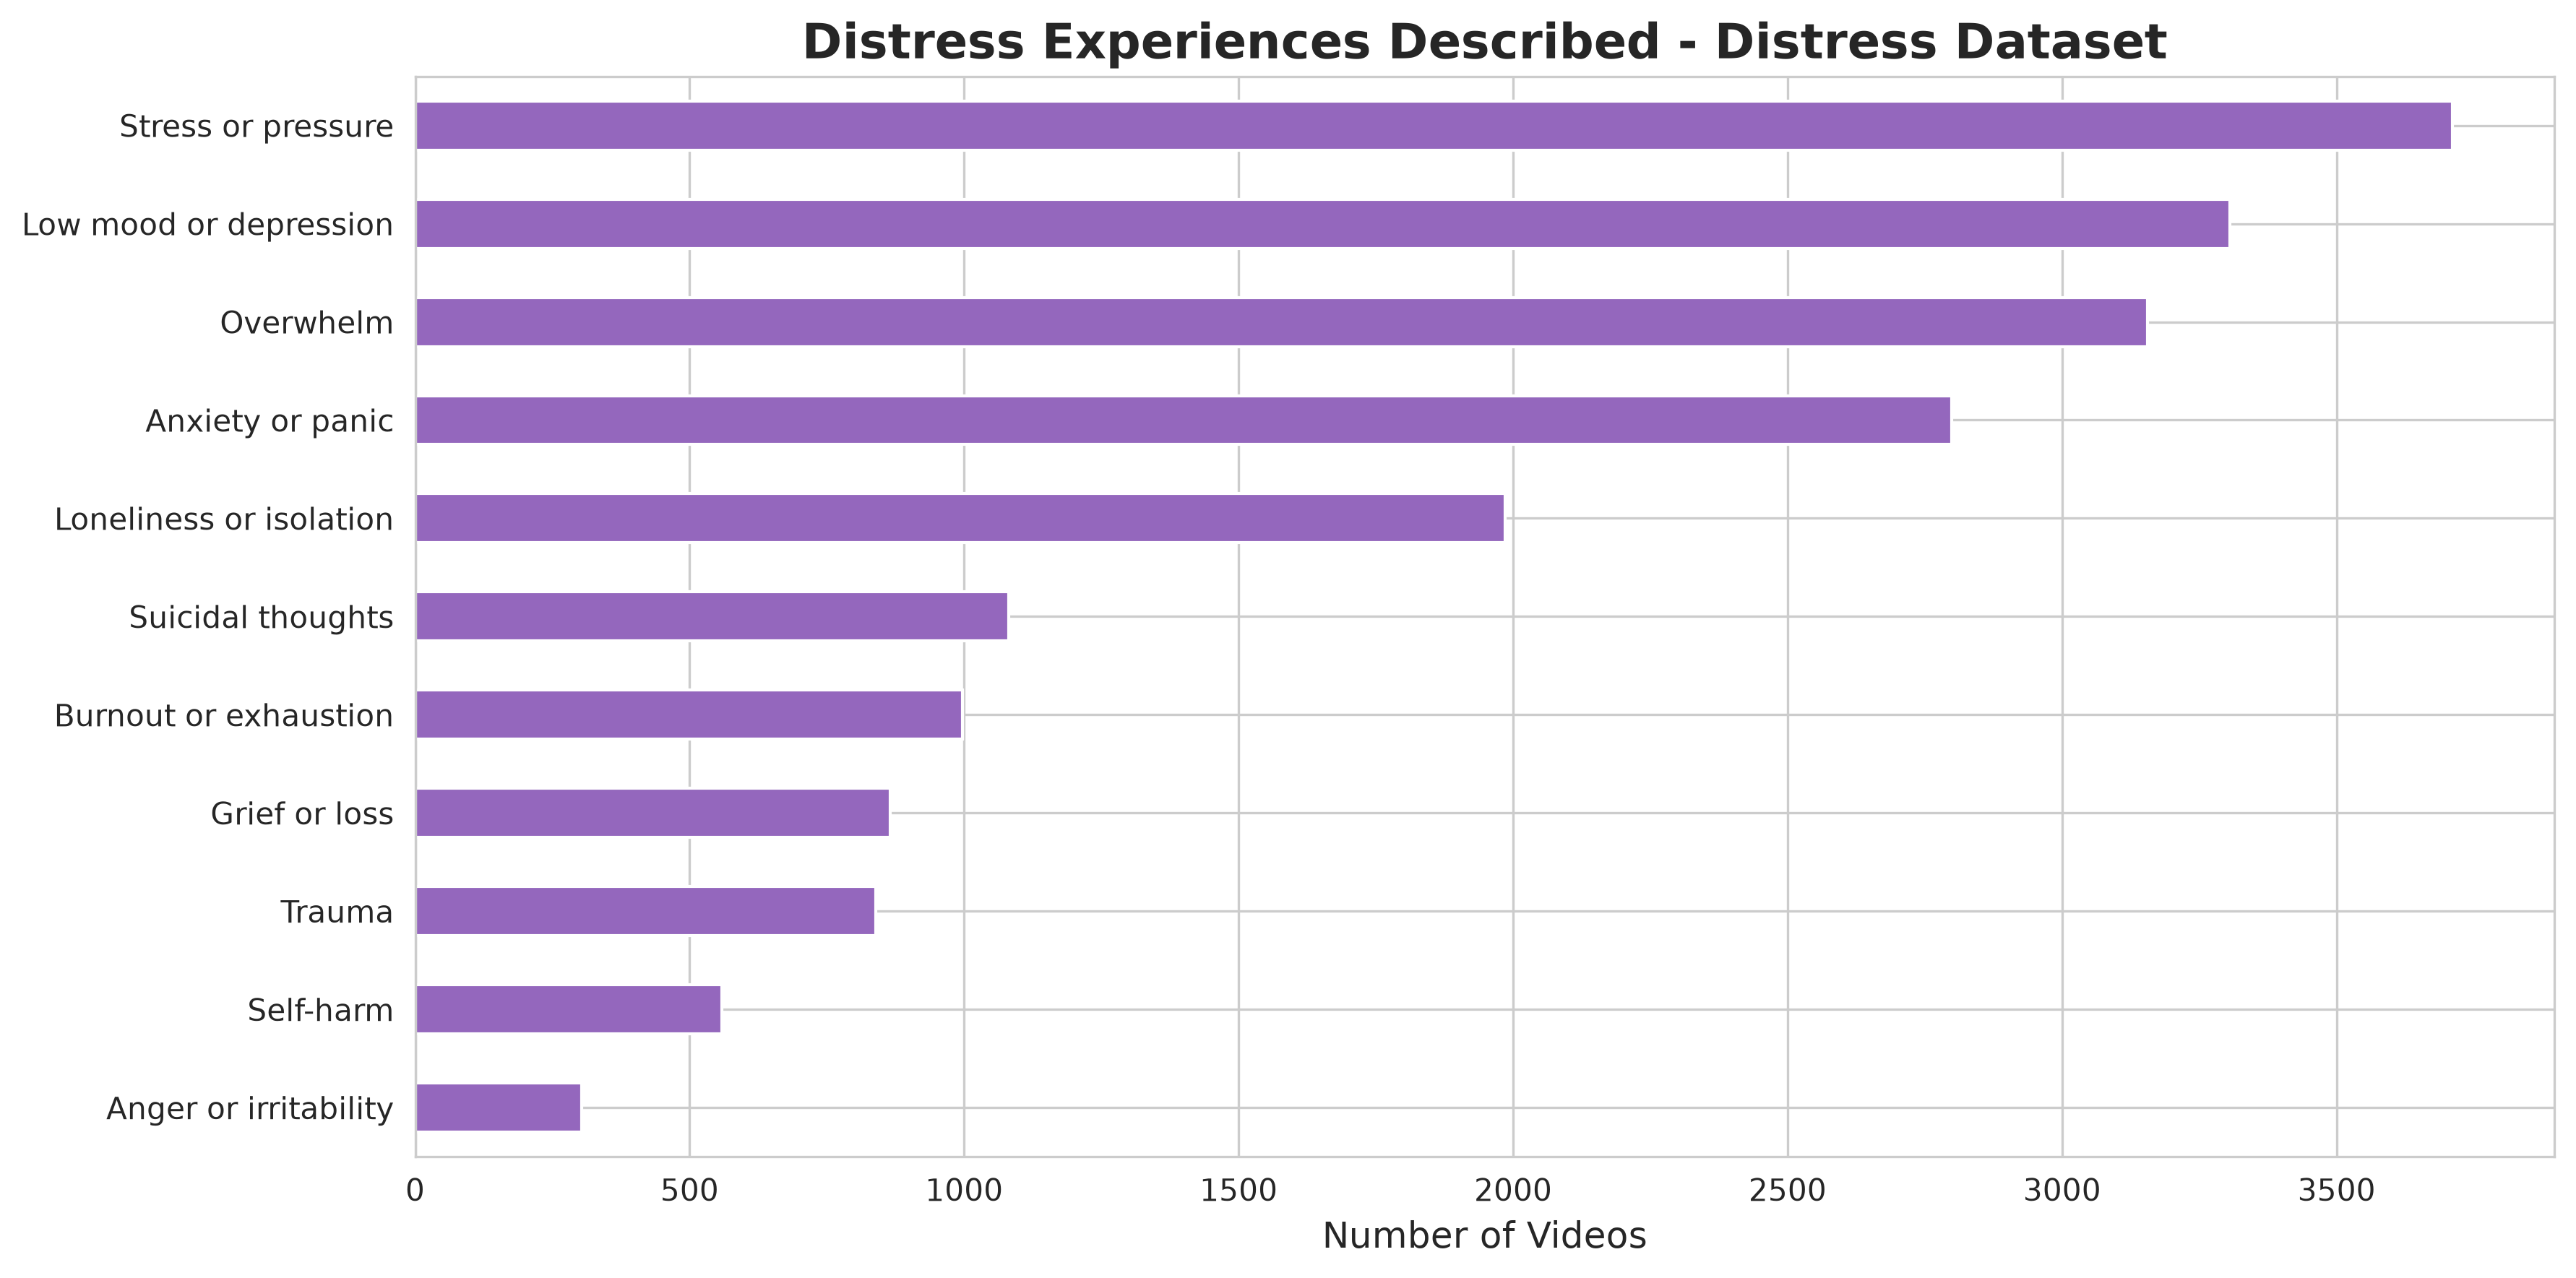 Distress Experiences Described - Distress Dataset
Stress or pressure
Low mood or depression
Overwhelm
Anxiety or panic
Loneliness or isolation
Suicidal thoughts
Burnout or exhaustion
Grief or loss
Trauma
Self-harm
Anger or irritability
0 500 1000 1500 2000 2500 3000 3500
Number of Videos